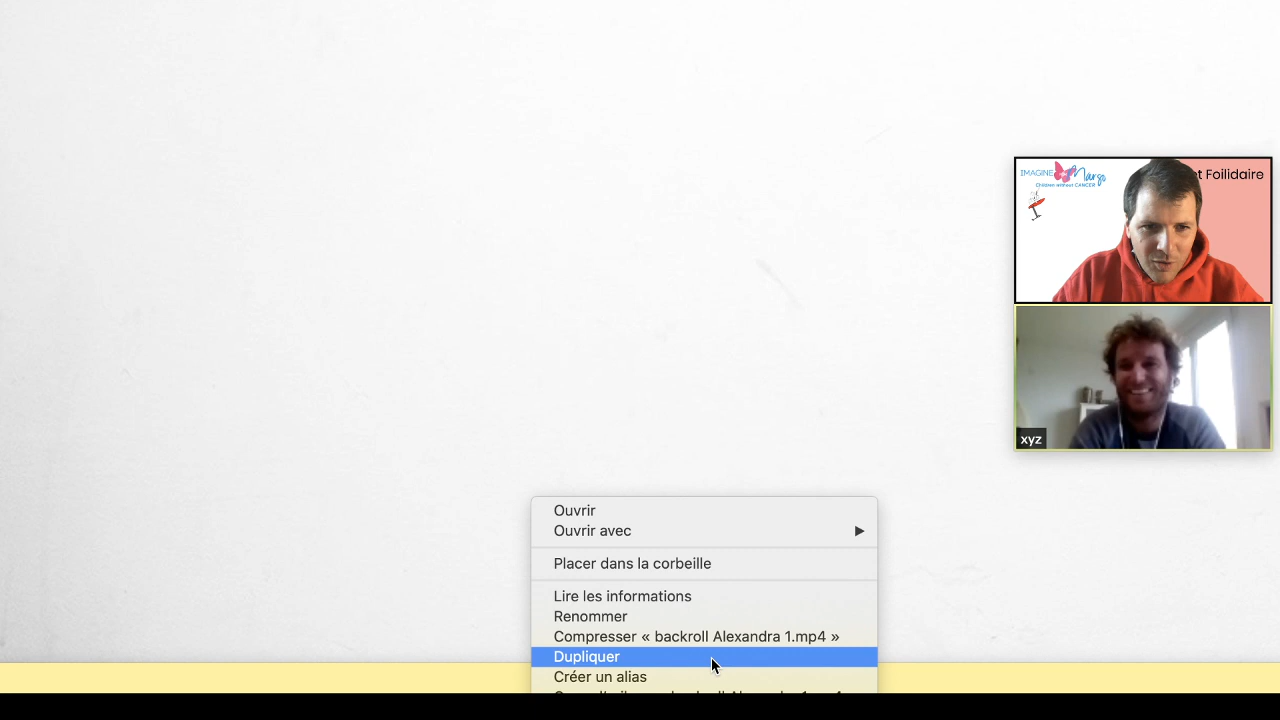 IMAGINE
Margo
Children without CANCER
et Foilidaire
xyz
Ouvrir
Ouvrir avec
Placer dans la corbeille
Lire les informations
Renommer
Compresser « backroll Alexandra 1.mp4 »
Dupliquer
Créer un alias